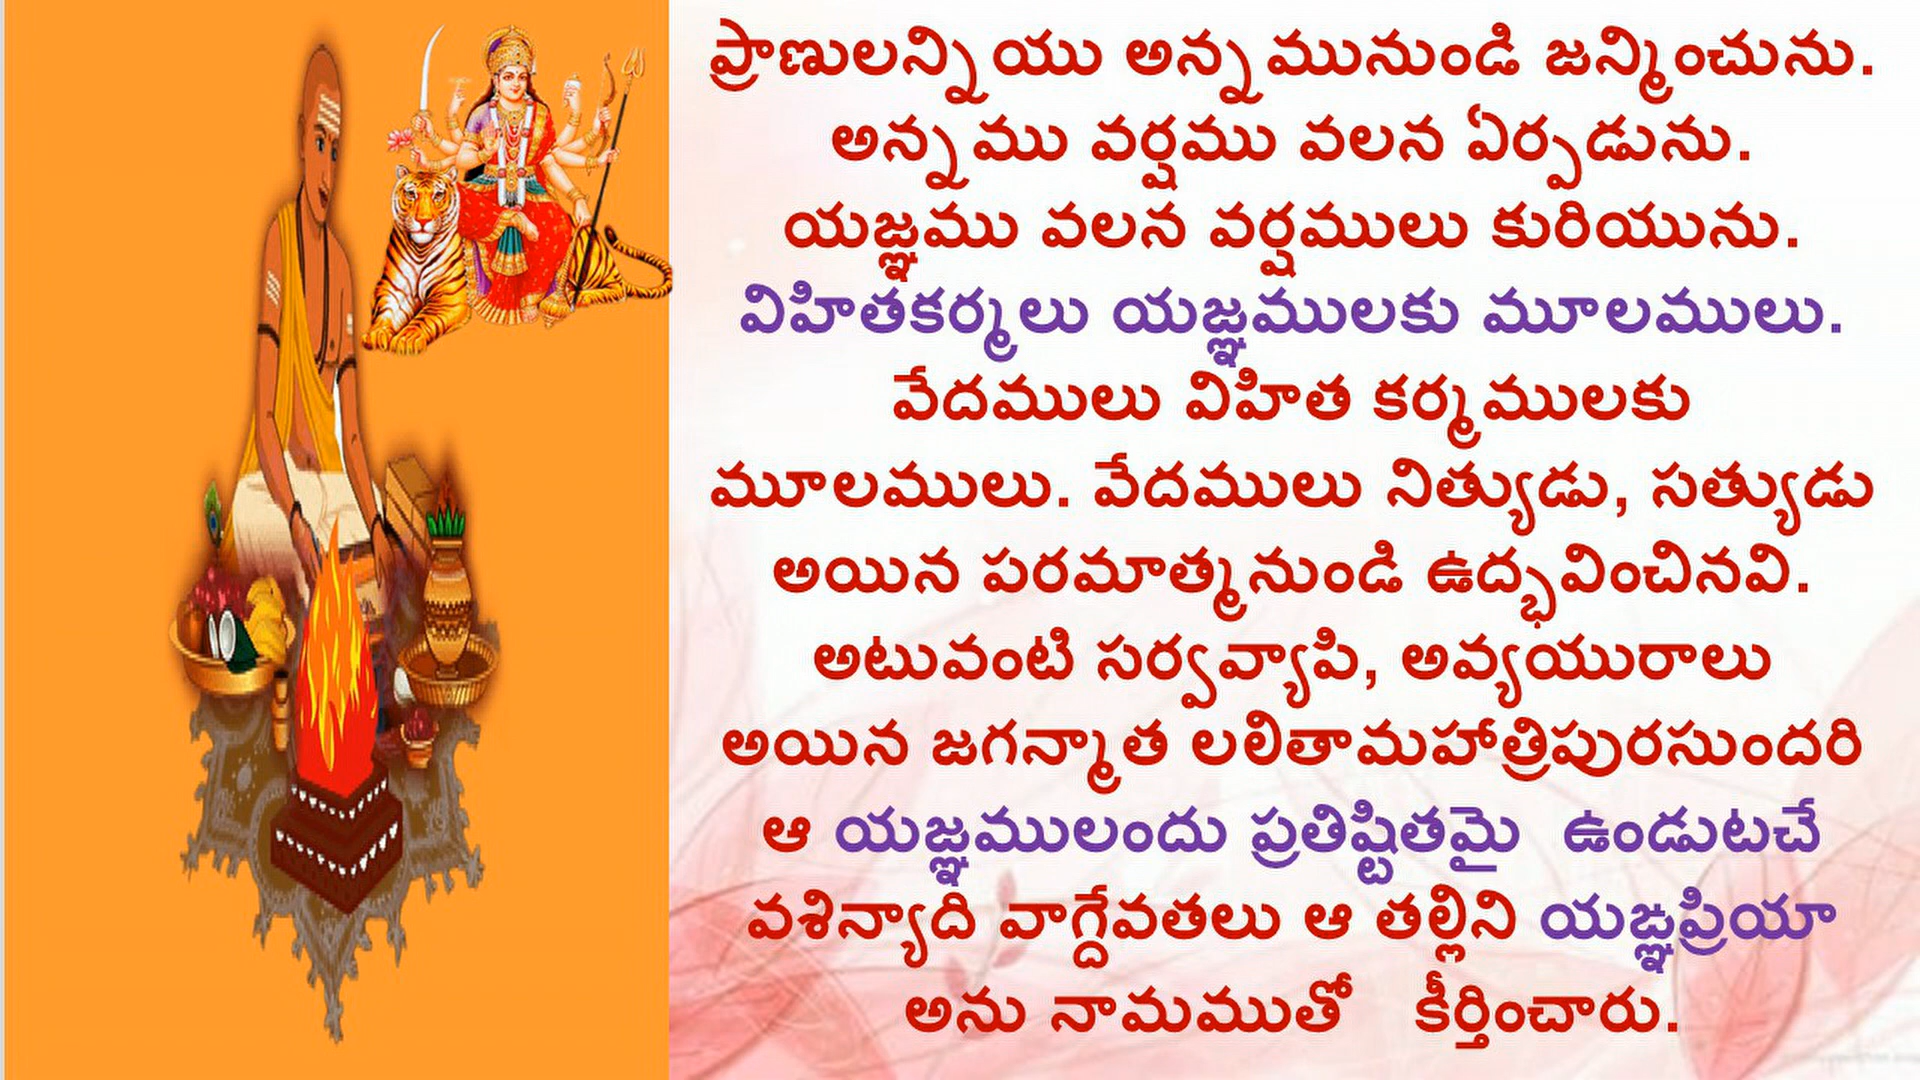 ప్రాణులన్నియు అన్నమునుండి జన్మించును.
అన్నము వర్షము వలన ఏర్పడును.
యజ్ఞము వలన వర్షములు కురియును.
విహితకర్మలు యజ్ఞములకు మూలములు.
వేదములు విహిత కర్మములకు
మూలములు. వేదములు నిత్యుడు, సత్యుడు
అయిన పరమాత్మనుండి ఉద్భవించినవి.
అటువంటి సర్వవ్యాపి, అవ్యయురాలు
అయిన జగన్మాత లలితామహాత్రిపురసుందరి
ఆ యజ్ఞములందు ప్రతిష్టితమై ఉండుటచే
వశిన్యాది వాగ్దేవతలు ఆ తల్లిని యజ్ఞప్రియా
అను నామముతో కీర్తించారు.